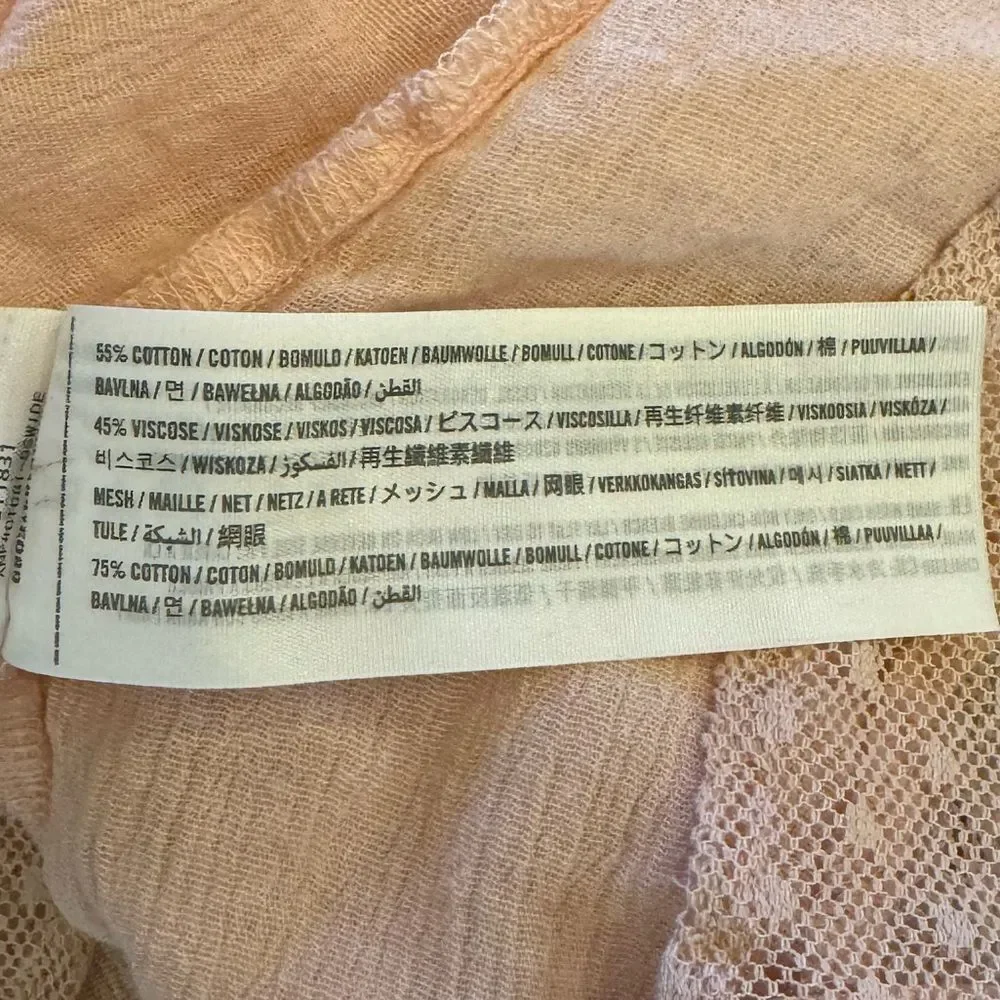 55% COTTON / COTON / BOMULD / KATOEN / BAUMWOLLE / BOMULL / COTONE / コットン / ALGODÓN / 棉 / PUUVILLAA /
BAVLNA / 면 / BAWEŁNA / ALGODÃO / القطن
45% VISCOSE / VISKOSE / VISKOS / VISCOSA / ビスコース / VISCOSILLA / 再生纤维素纤维 / VISKOOSIA / VISKÓZA /
비스코스 / WISKOZA / الفسكوز / 再生纖維素纖維
MESH / MAILLE / NET / NETZ / A RETE / メッシュ / MALLA / 网眼 / VERKKOKANGAS / SÍŤOVINA / 메시 / SIATKA / NETT /
TULE / الشبكة / 網眼
75% COTTON / COTON / BOMULD / KATOEN / BAUMWOLLE / BOMULL / COTONE / コットン / ALGODÓN / 棉 / PUUVILLAA /
BAVLNA / 면 / BAWEŁNA / ALGODÃO / القطن